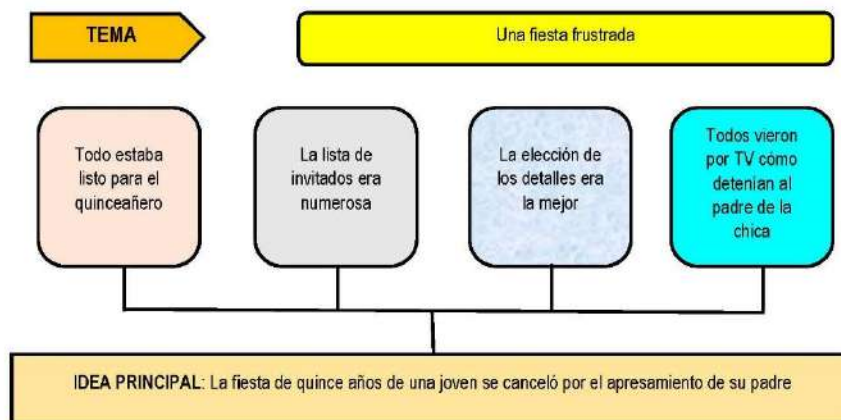 TEMA
Una fiesta frustrada
Todo estaba
listo para el
quinceañero
La lista de
invitados era
numerosa
La elección de
los detalles era
la mejor
Todos vieron
por TV cómo
detenían al
padre de la
chica
IDEA PRINCIPAL: La fiesta de quince años de una joven se canceló por el apresamiento de su padre